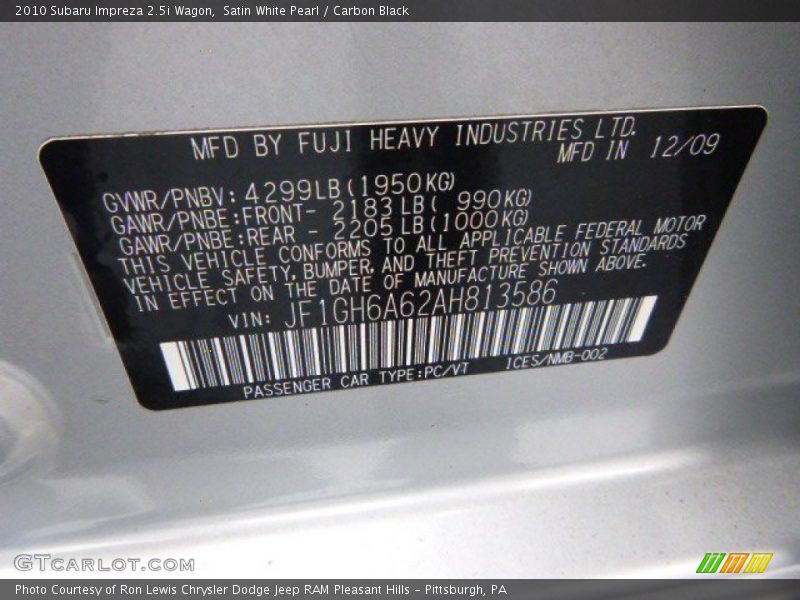 2010 Subaru Impreza 2.5i Wagon,  Satin White Pearl / Carbon Black
MFD BY FUJI HEAVY INDUSTRIES LTD.
MFD IN 12/09
GVWR/PNBV: 4299LB(1950KG)
GAWR/PNBE:FRONT- 2183 LB( 990KG)
GAWR/PNBE:REAR - 2205 LB(1000KG)
THIS VEHICLE CONFORMS TO ALL APPLICABLE FEDERAL MOTOR
VEHICLE SAFETY, BUMPER, AND THEFT PREVENTION STANDARDS
IN EFFECT ON THE DATE OF MANUFACTURE SHOWN ABOVE.
VIN: JF1GH6A62AH813586
PASSENGER CAR TYPE:PC/VT ICES/NMB-002
GTCARLOT.COM
Photo Courtesy of Ron Lewis Chrysler Dodge Jeep RAM Pleasant Hills - Pittsburgh, PA